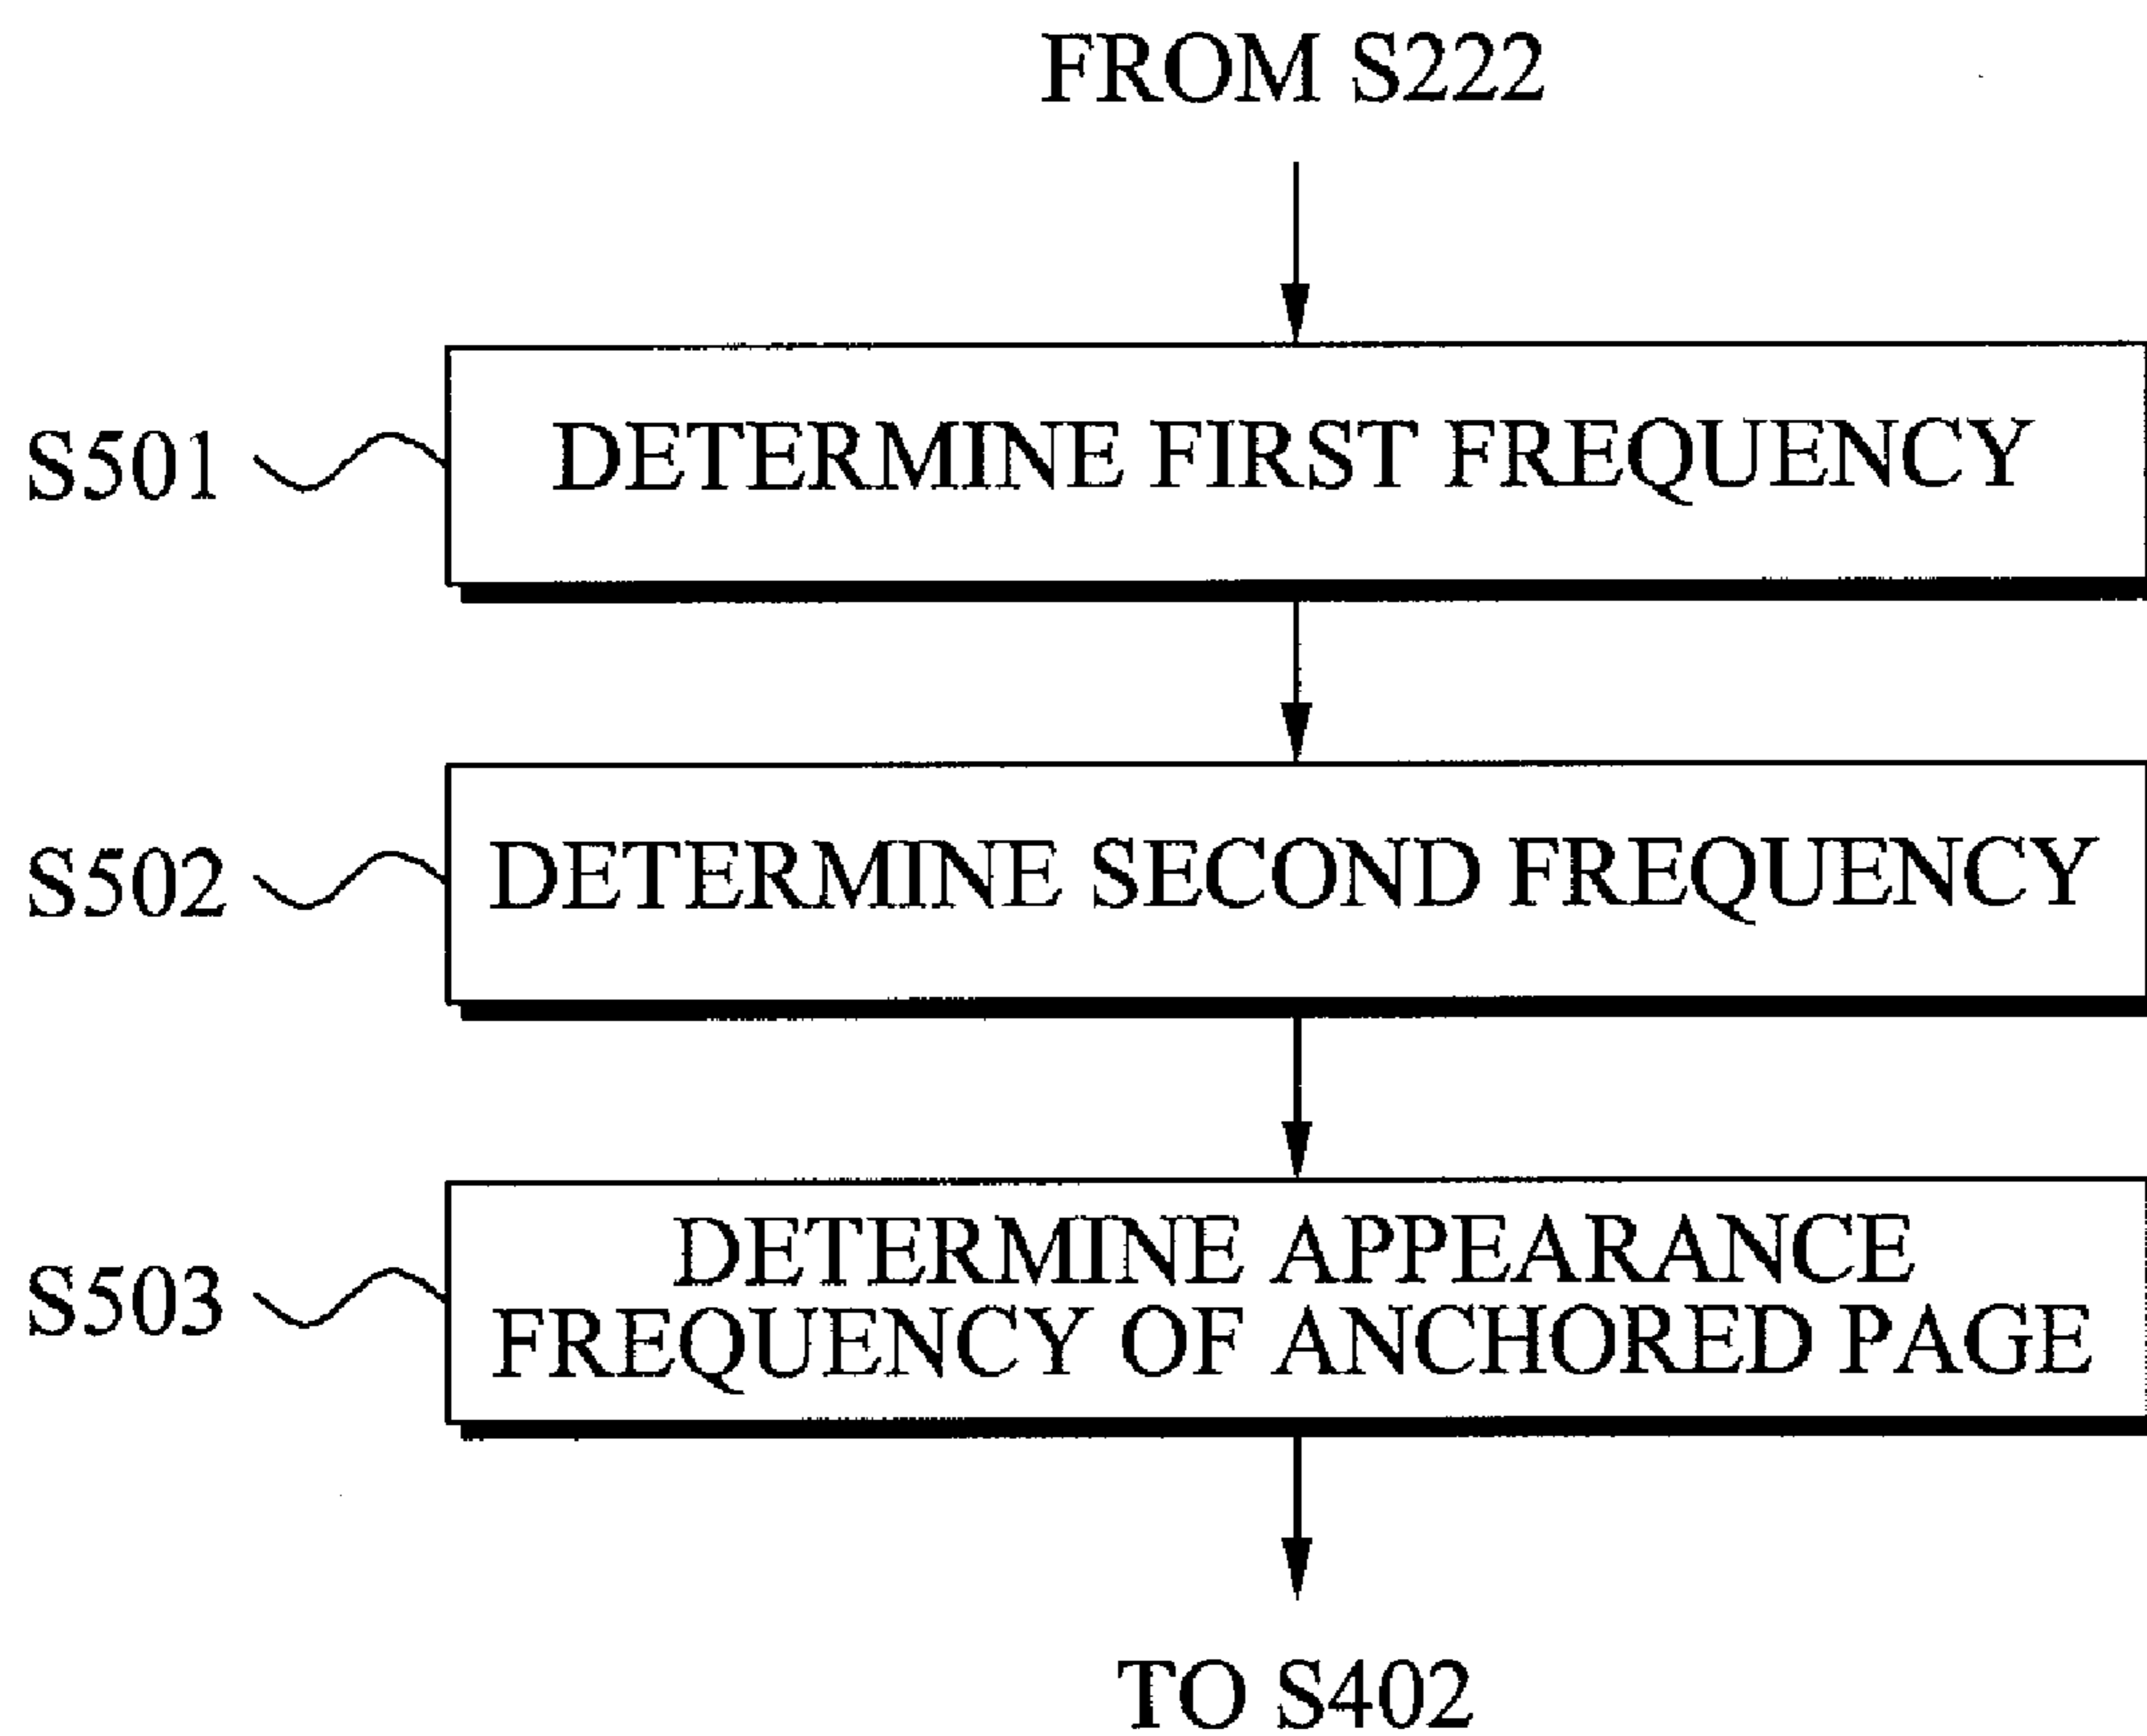 FROM S222
S501
DETERMINE FIRST FREQUENCY
S502
DETERMINE SECOND FREQUENCY
S503
DETERMINE APPEARANCE
FREQUENCY OF ANCHORED PAGE
TO S402